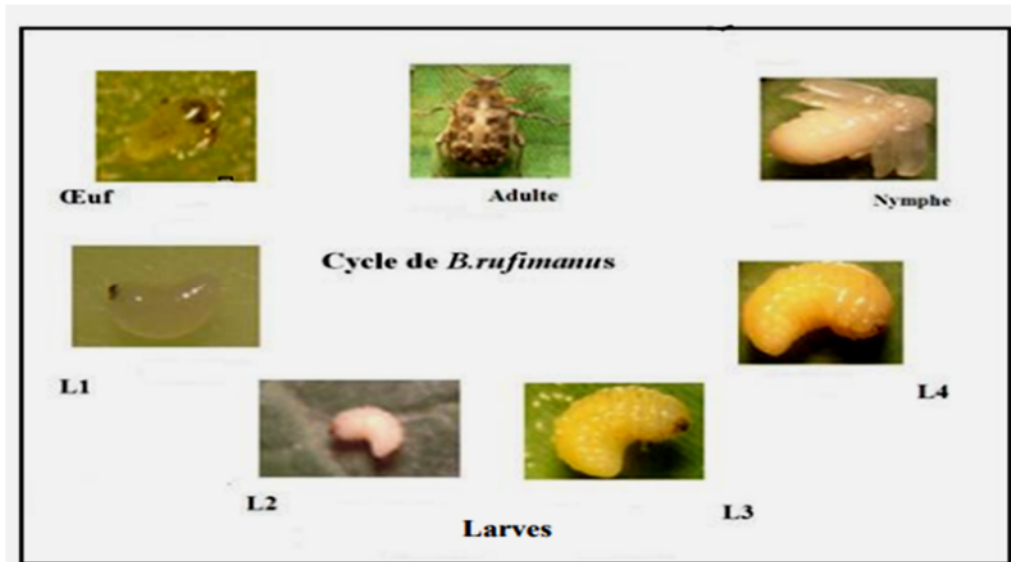 Œuf
Adulte
Nymphe
Cycle de B.rufimanus
L1
L4
L2
L3
Larves